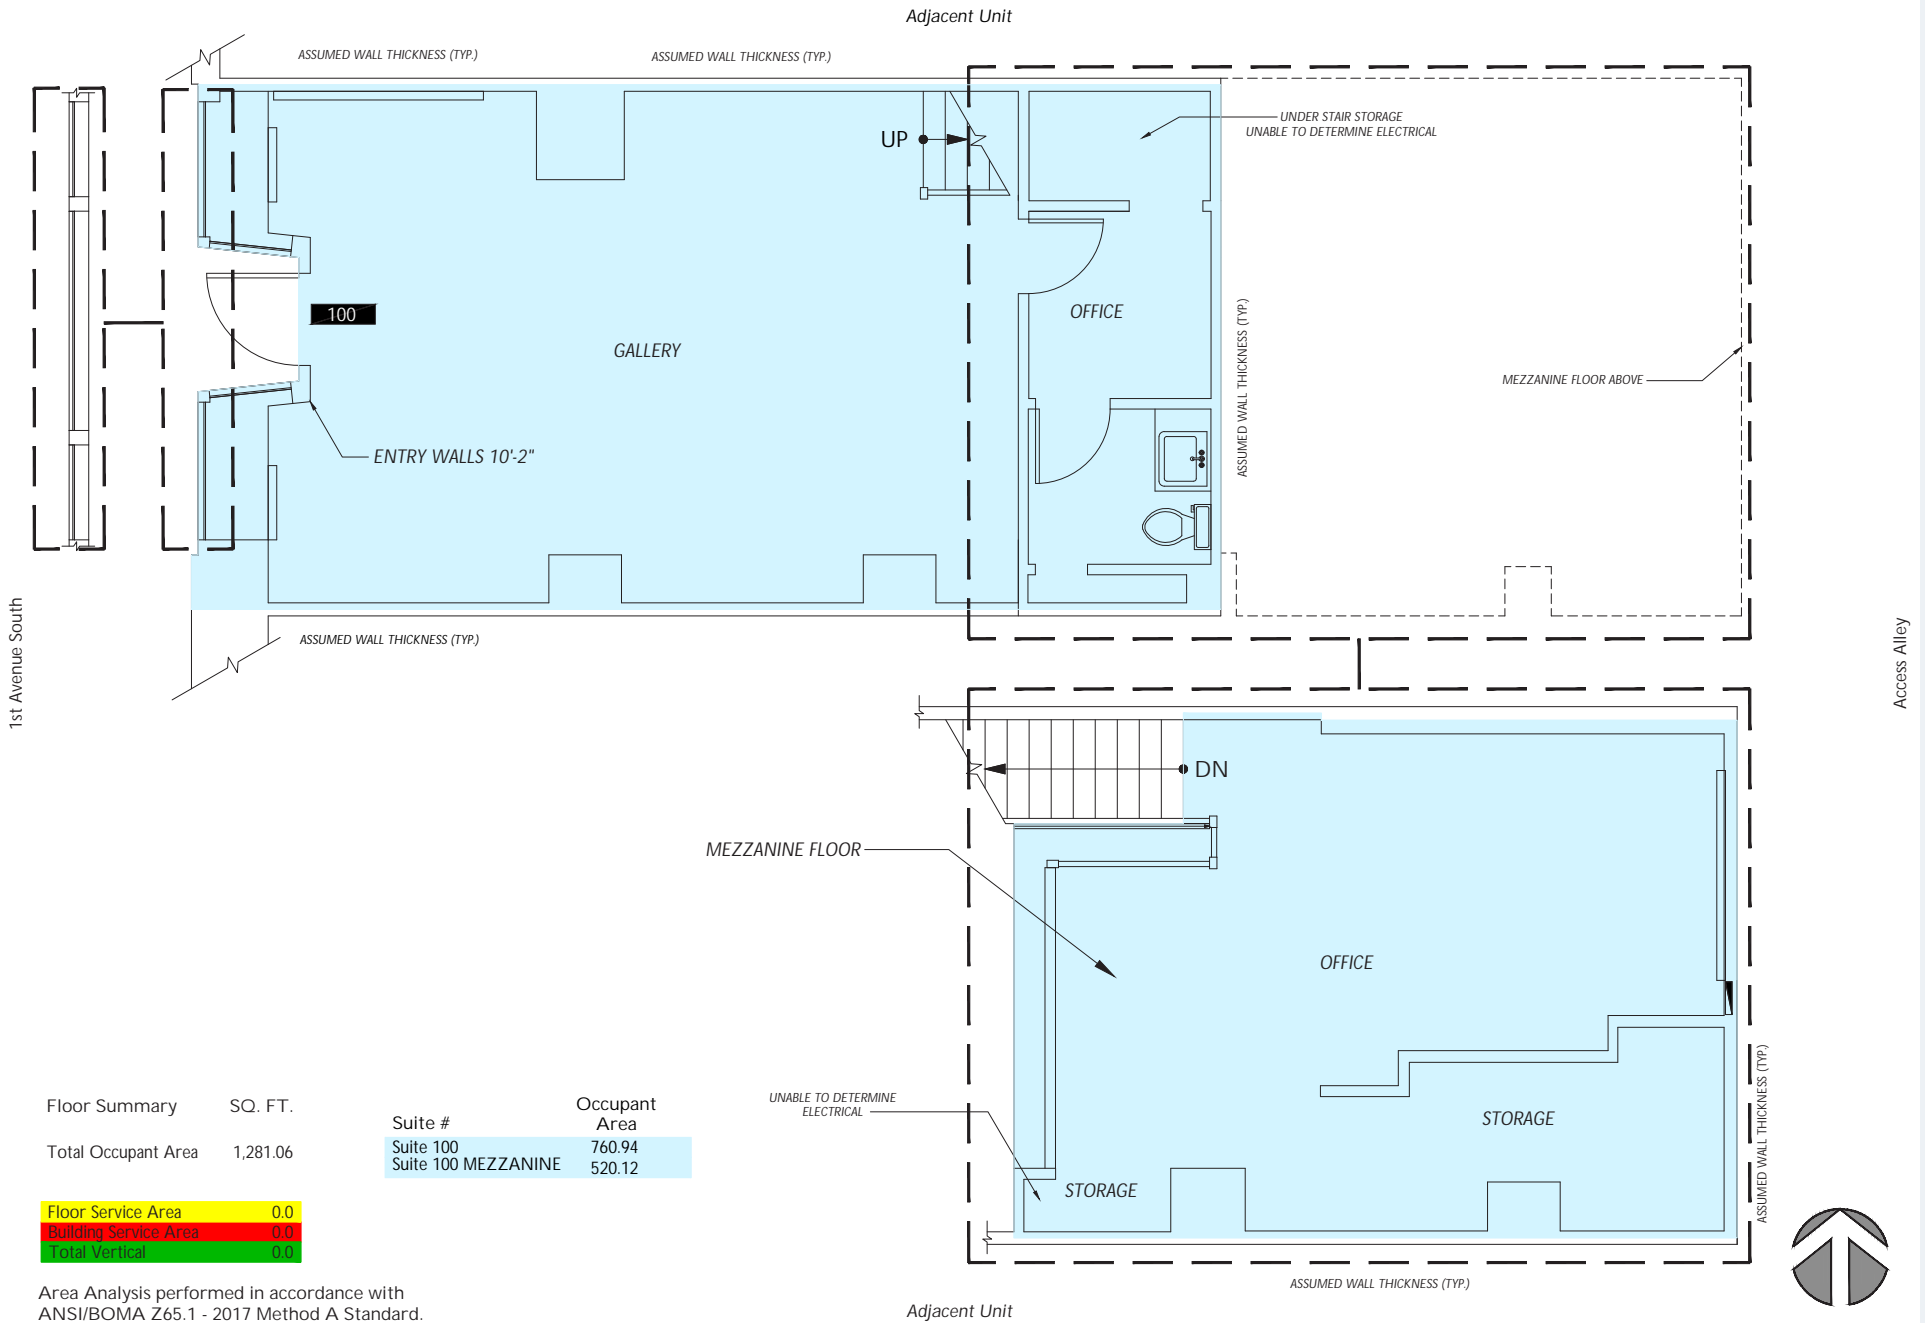 Adjacent Unit
ASSUMED WALL THICKNESS (TYP.)
ASSUMED WALL THICKNESS (TYP.)
UNDER STAIR STORAGE
UNABLE TO DETERMINE ELECTRICAL
UP
100
OFFICE
GALLERY
ASSUMED WALL THICKNESS (TYP.)
MEZZANINE FLOOR ABOVE
ENTRY WALLS 10'-2"
1st Avenue South
ASSUMED WALL THICKNESS (TYP.)
Access Alley
DN
MEZZANINE FLOOR
OFFICE
UNABLE TO DETERMINE
ELECTRICAL
STORAGE
STORAGE
ASSUMED WALL THICKNESS (TYP.)
Floor Summary SQ. FT.
Total Occupant Area 1,281.06
Occupant
Suite # Area
Suite 100 760.94
Suite 100 MEZZANINE 520.12
Floor Service Area 0.0
Building Service Area 0.0
Total Vertical 0.0
ASSUMED WALL THICKNESS (TYP.)
Area Analysis performed in accordance with
ANSI/BOMA Z65.1 - 2017 Method A Standard.
Adjacent Unit